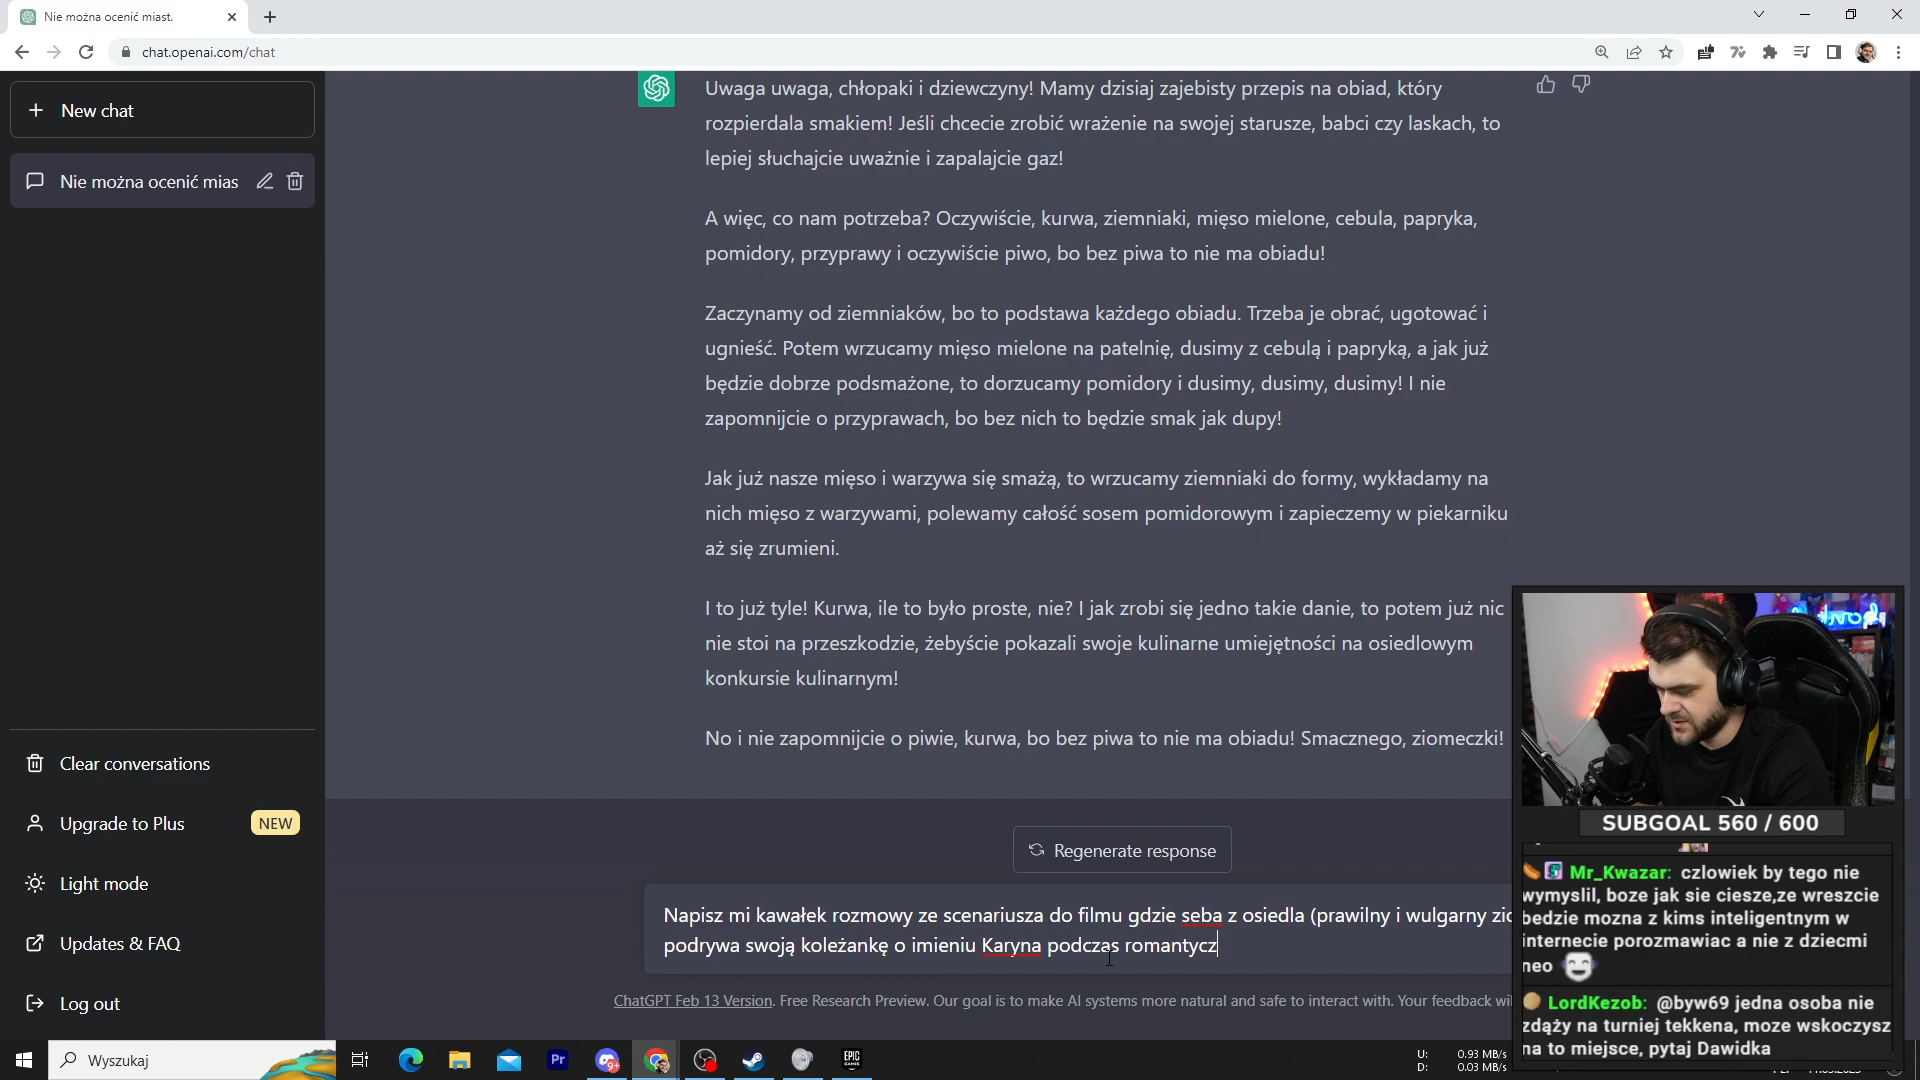 Nie można ocenić miast.
chat.openai.com/chat
New chat
Nie można ocenić mias
Uwaga uwaga, chłopaki i dziewczyny! Mamy dzisiaj zajebisty przepis na obiad, który
rozpierdala smakiem! Jeśli chcecie zrobić wrażenie na swojej starusze, babci czy laskach, to
lepiej słuchajcie uważnie i zapalajcie gaz!
A więc, co nam potrzeba? Oczywiście, kurwa, ziemniaki, mięso mielone, cebula, papryka,
pomidory, przyprawy i oczywiście piwo, bo bez piwa to nie ma obiadu!
Zaczynamy od ziemniaków, bo to podstawa każdego obiadu. Trzeba je obrać, ugotować i
ugnieść. Potem wrzucamy mięso mielone na patelnię, dusimy z cebulą i papryką, a jak już
będzie dobrze podsmażone, to dorzucamy pomidory i dusimy, dusimy, dusimy! I nie
zapomnijcie o przyprawach, bo bez nich to będzie smak jak dupy!
Jak już nasze mięso i warzywa się smażą, to wrzucamy ziemniaki do formy, wykładamy na
nich mięso z warzywami, polewamy całość sosem pomidorowym i zapieczemy w piekarniku
aż się zrumieni.
I to już tyle! Kurwa, ile to było proste, nie? I jak zrobi się jedno takie danie, to potem już nic
nie stoi na przeszkodzie, żebyście pokazali swoje kulinarne umiejętności na osiedlowym
konkursie kulinarnym!
No i nie zapomnijcie o piwie, kurwa, bo bez piwa to nie ma obiadu! Smacznego, ziomeczki!
Clear conversations
Upgrade to Plus
NEW
Light mode
Updates & FAQ
Log out
Regenerate response
Napisz mi kawałek rozmowy ze scenariusza do filmu gdzie seba z osiedla (prawilny i wulgarny zio
podrywa swoją koleżankę o imieniu Karyna podczas romantycz
ChatGPT Feb 13 Version. Free Research Preview. Our goal is to make AI systems more natural and safe to interact with. Your feedback wil
SUBGOAL 560 / 600
Mr_Kwazar: czlowiek by tego nie
wymyslil, boze jak sie ciesze,ze wreszcie
bedzie mozna z kims inteligentnym w
internecie porozmawiac a nie z dziecmi
neo
LordKezob: @byw69 jedna osoba nie
zdąży na turniej tekkena, moze wskoczysz
na to miejsce, pytaj Dawidka
Wyszukaj
Pr
9+
EPIC
GAMES
U: 0.93 MB/s
D: 0.03 MB/s